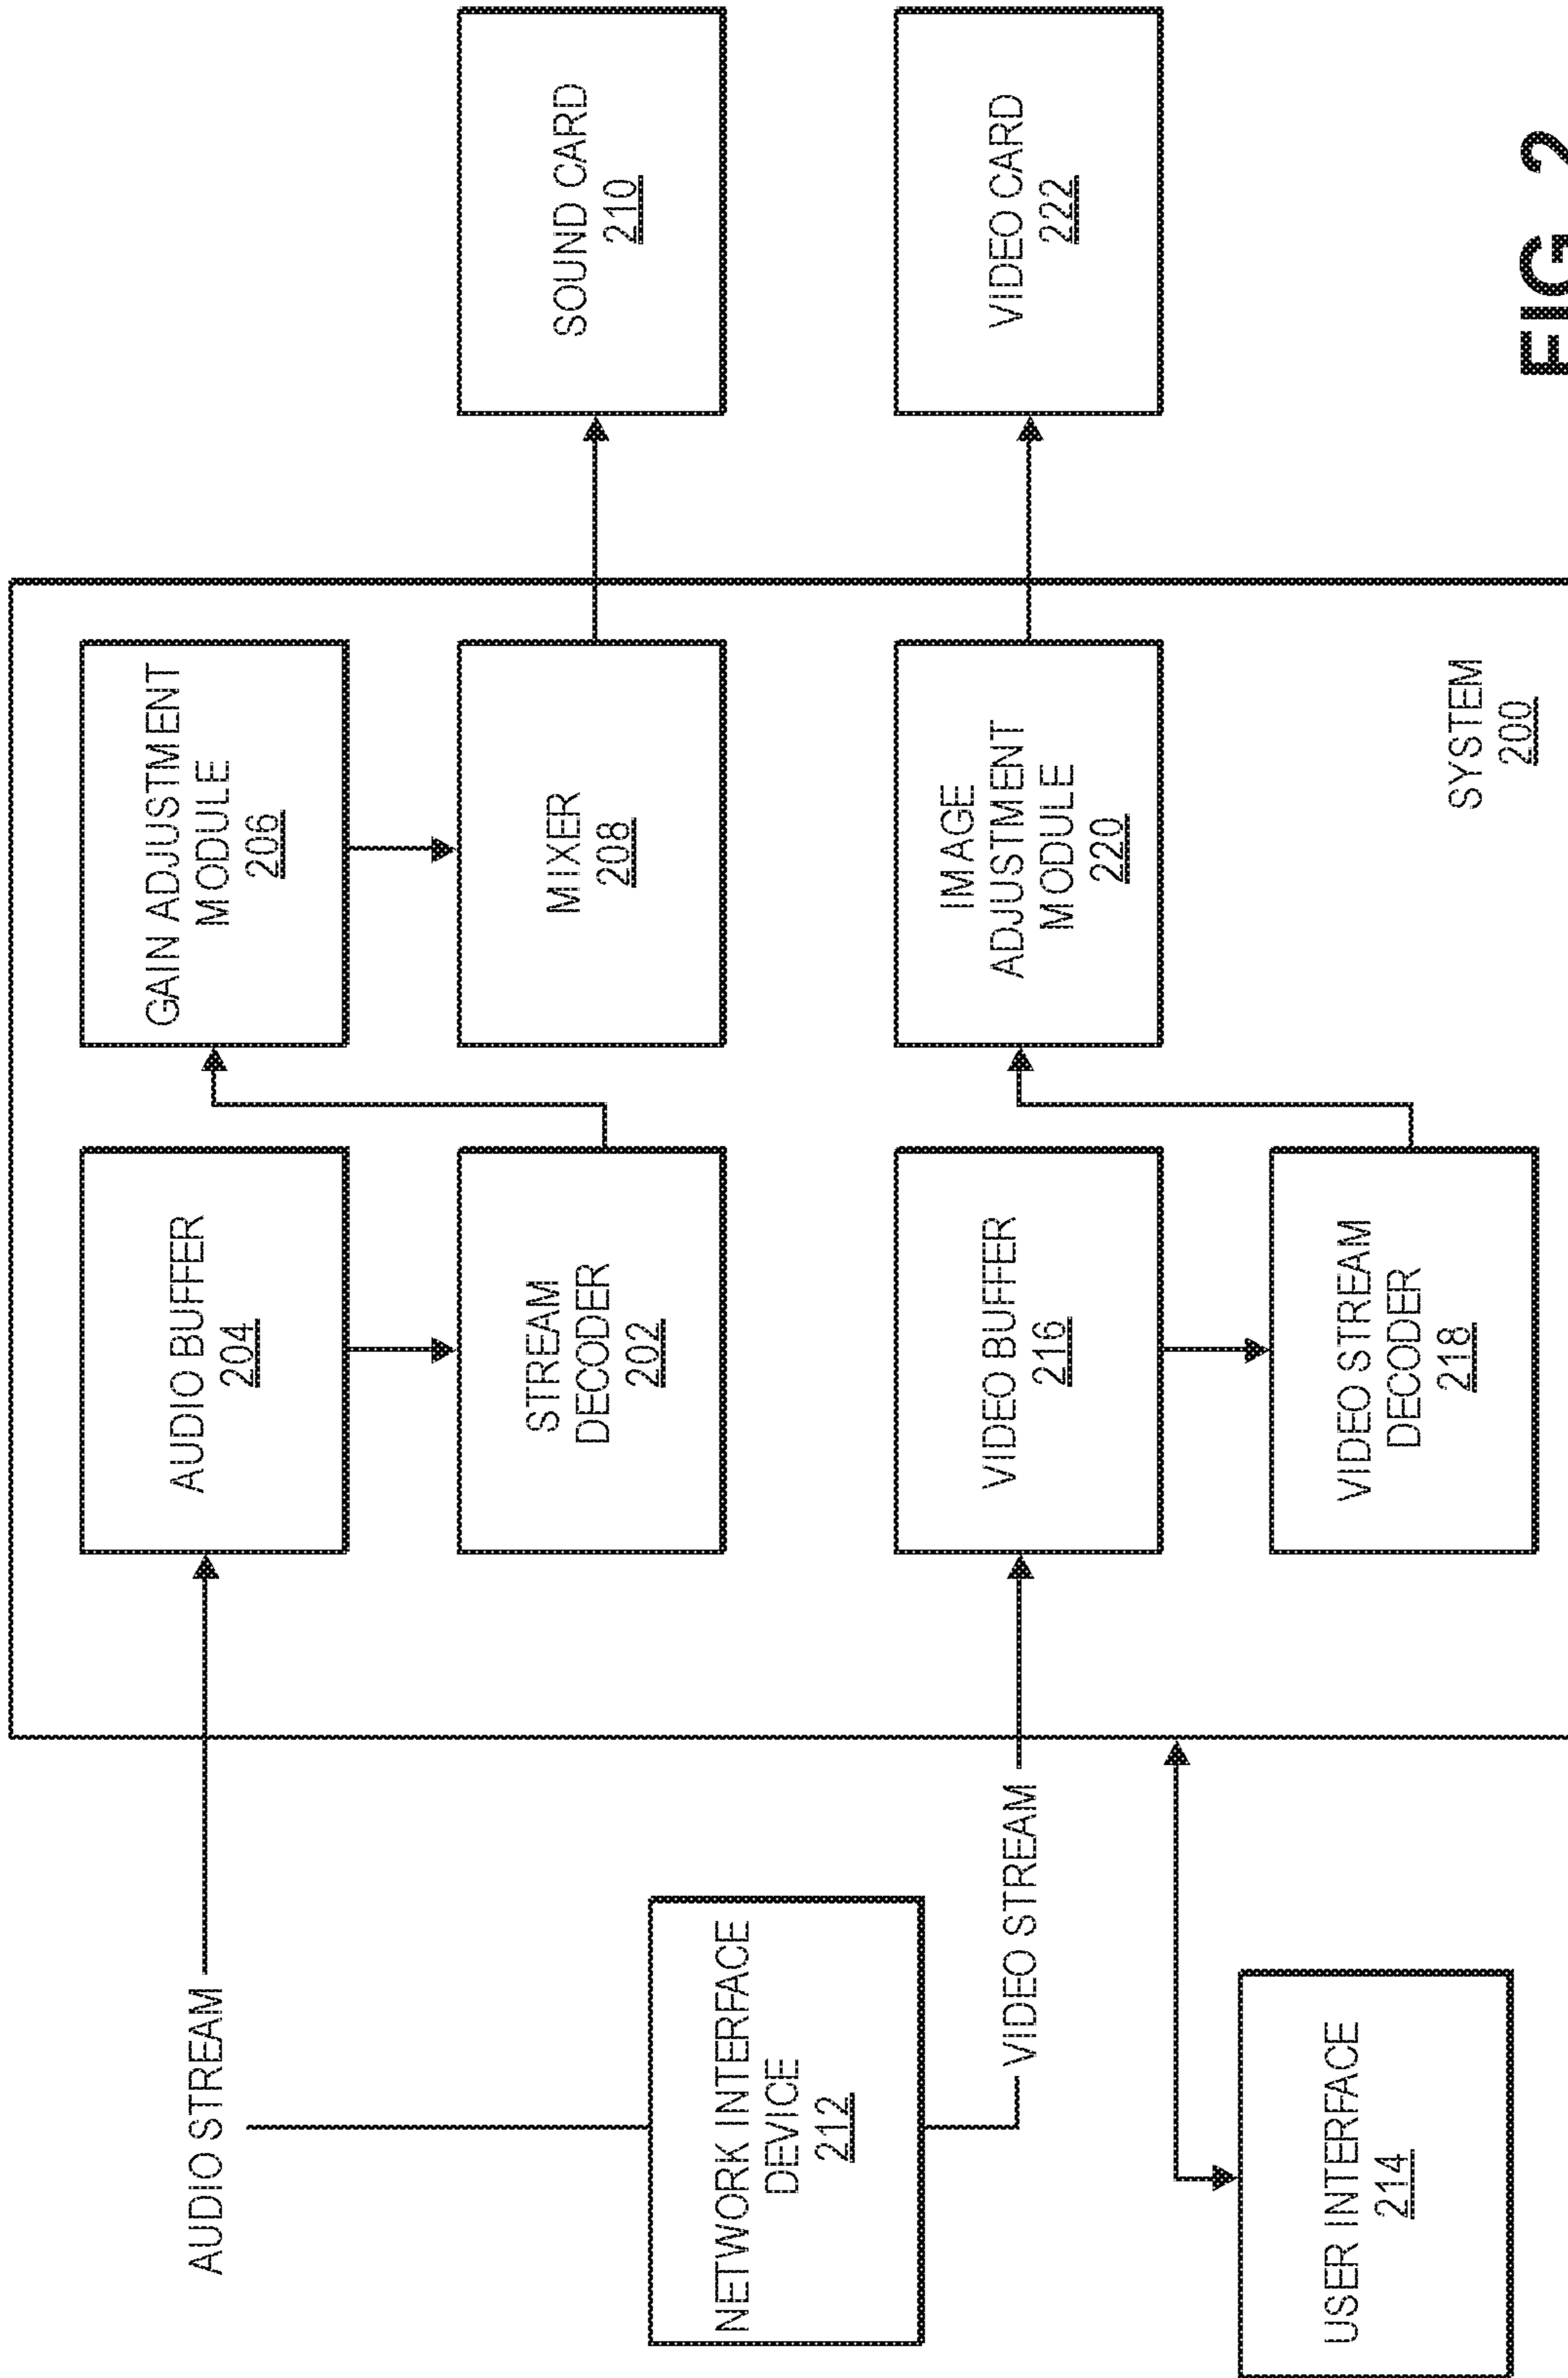 AUDIO STREAM
NETWORK INTERFACE
DEVICE
212
VIDEO STREAM
USER INTERFACE
214
AUDIO BUFFER
204
STREAM
DECODER
202
GAIN ADJUSTMENT
MODULE
206
MIXER
208
VIDEO BUFFER
216
VIDEO STREAM
DECODER
218
IMAGE
ADJUSTMENT
MODULE
220
SYSTEM
200
SOUND CARD
210
VIDEO CARD
222
FIG 2